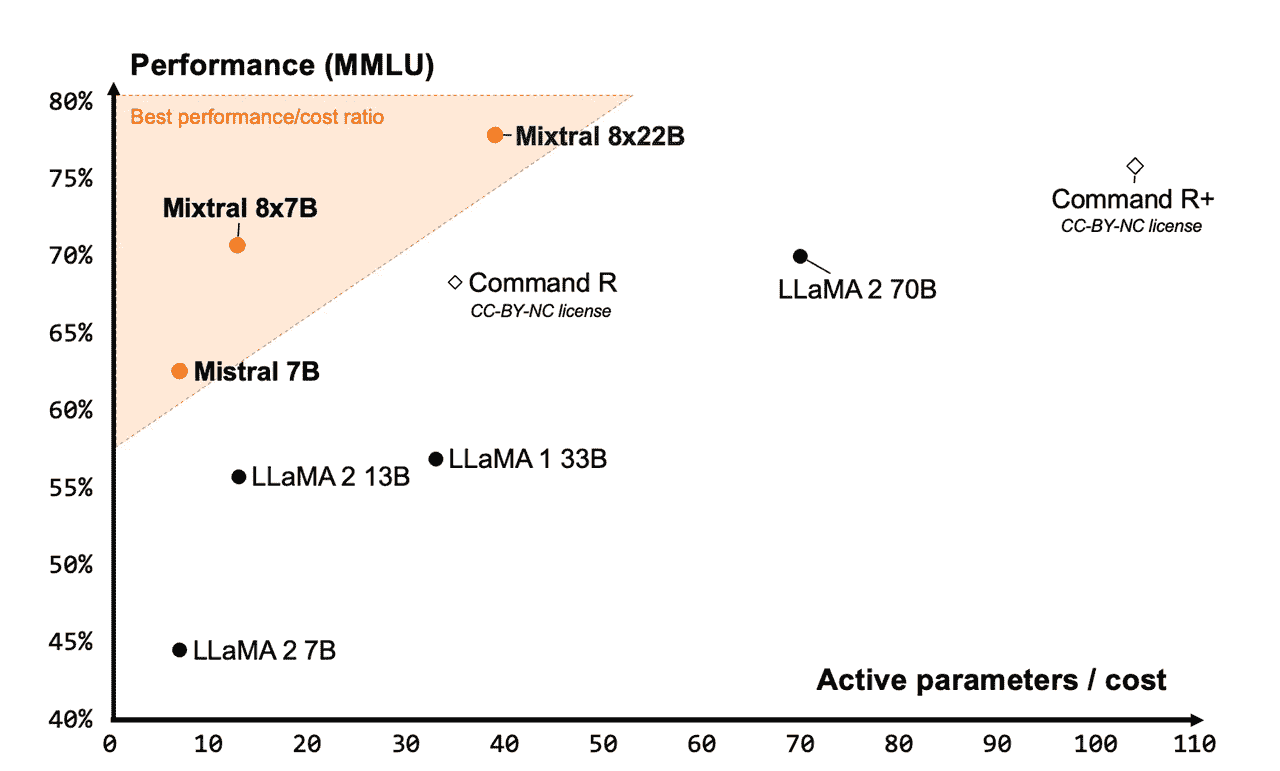 Performance (MMLU)
80%
Best performance/cost ratio
Mixtral 8x22B
75%
Mixtral 8x7B
Command R+
CC-BY-NC license
70%
Command R
CC-BY-NC license
LLaMA 2 70B
65%
Mistral 7B
60%
LLaMA 1 33B
LLaMA 2 13B
55%
50%
45%
LLaMA 2 7B
Active parameters / cost
40%
0 10 20 30 40 50 60 70 80 90 100 110